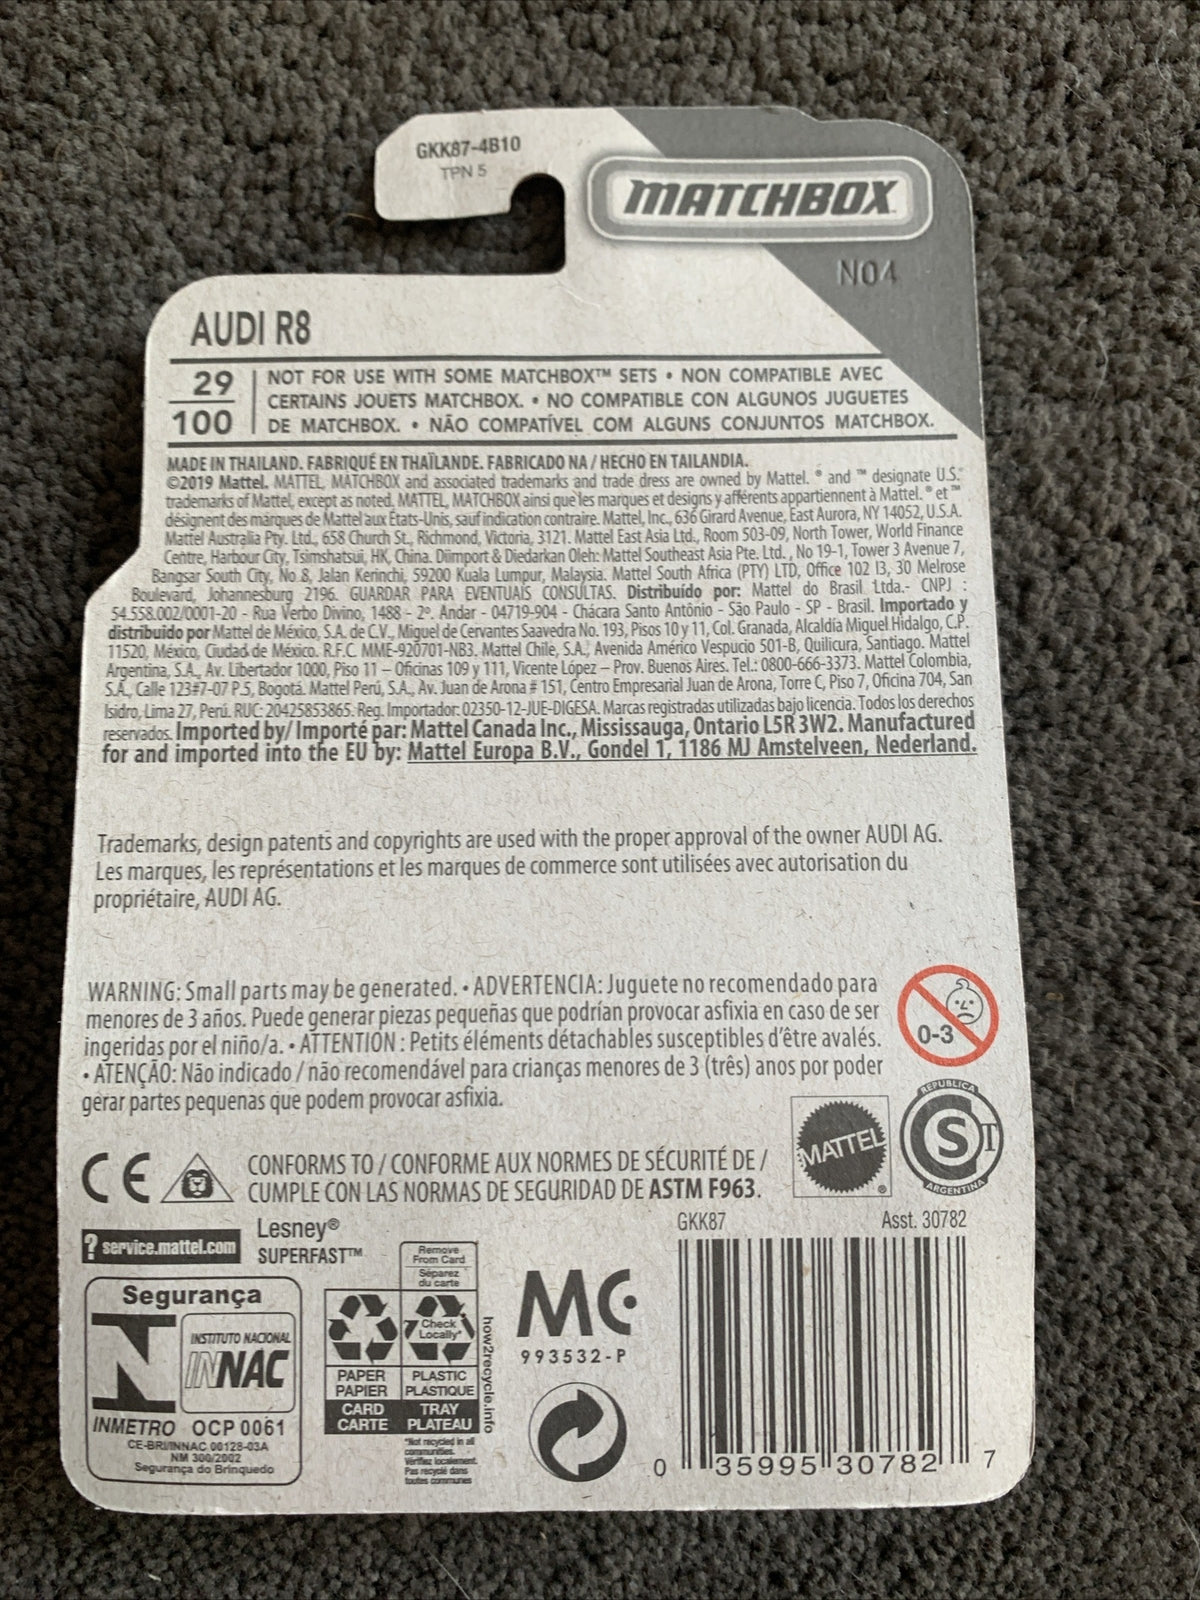 GKK87-4B10
TPN 5
MATCHBOX
N04
AUDI R8
29
100
NOT FOR USE WITH SOME MATCHBOX™ SETS • NON COMPATIBLE AVEC
CERTAINS JOUETS MATCHBOX. • NO COMPATIBLE CON ALGUNOS JUGUETES
DE MATCHBOX. • NÃO COMPATÍVEL COM ALGUNS CONJUNTOS MATCHBOX.
MADE IN THAILAND. FABRIQUÉ EN THAÏLANDE. FABRICADO NA / HECHO EN TAILANDIA.
©2019 Mattel. MATTEL, MATCHBOX and associated trademarks and trade dress are owned by Mattel. ® and ™ designate U.S.
trademarks of Mattel, except as noted. MATTEL, MATCHBOX ainsi que les marques et designs y afférents appartiennent à Mattel. ® et ™
désignent des marques de Mattel aux États-Unis, sauf indication contraire. Mattel, Inc., 636 Girard Avenue, East Aurora, NY 14052, U.S.A.
Mattel Australia Pty. Ltd., 658 Church St., Richmond, Victoria, 3121. Mattel East Asia Ltd., Room 503-09, North Tower, World Finance
Centre, Harbour City, Tsimshatsui, HK, China. Diimport & Diedarkan Oleh: Mattel Southeast Asia Pte. Ltd., No 19-1, Tower 3 Avenue 7,
Bangsar South City, No 8, Jalan Kerinchi, 59200 Kuala Lumpur, Malaysia. Mattel South Africa (PTY) LTD, Office 102 I3, 30 Melrose
Boulevard, Johannesburg 2196. GUARDAR PARA EVENTUAIS CONSULTAS. Distribuído por: Mattel do Brasil Ltda.- CNPJ :
54.558.002/0001-20 - Rua Verbo Divino, 1488 - 2º. Andar - 04719-904 - Chácara Santo Antônio - São Paulo - SP - Brasil. Importado y
distribuido por Mattel de México, S.A. de C.V., Miguel de Cervantes Saavedra No. 193, Pisos 10 y 11, Col. Granada, Alcaldía Miguel Hidalgo, C.P.
11520, México, Ciudad de México. R.F.C. MME-920701-NB3. Mattel Chile, S.A., Avenida Américo Vespucio 501-B, Quilicura, Santiago. Mattel
Argentina, S.A., Av. Libertador 1000, Piso 11 – Oficinas 109 y 111, Vicente López – Prov. Buenos Aires. Tel.: 0800-666-3373. Mattel Colombia,
S.A., Calle 123#7-07 P.5, Bogotá. Mattel Perú, S.A., Av. Juan de Arona # 151, Centro Empresarial Juan de Arona, Torre C, Piso 7, Oficina 704, San
Isidro, Lima 27, Perú. RUC: 20425853865. Reg. Importador: 02350-12-JUE-DIGESA. Marcas registradas utilizadas bajo licencia. Todos los derechos
reservados. Imported by/ Importé par: Mattel Canada Inc., Mississauga, Ontario L5R 3W2. Manufactured
for and imported into the EU by: Mattel Europa B.V., Gondel 1, 1186 MJ Amstelveen, Nederland.
Trademarks, design patents and copyrights are used with the proper approval of the owner AUDI AG.
Les marques, les représentations et les marques de commerce sont utilisées avec autorisation du
propriétaire, AUDI AG.
WARNING: Small parts may be generated. • ADVERTENCIA: Juguete no recomendado para
menores de 3 años. Puede generar piezas pequeñas que podrían provocar asfixia en caso de ser
ingeridas por el niño/a. • ATTENTION : Petits éléments détachables susceptibles d'être avalés.
• ATENÇÃO: Não indicado / não recomendável para crianças menores de 3 (três) anos por poder
gerar partes pequenas que podem provocar asfixia.
0-3
REPUBLICA
S T
ARGENTINA
MATTEL®
CE
CONFORMS TO / CONFORME AUX NORMES DE SÉCURITÉ DE /
CUMPLE CON LAS NORMAS DE SEGURIDAD DE ASTM F963.
? service.mattel.com
Lesney®
SUPERFAST™
GKK87
Asst. 30782
Segurança
INSTITUTO NACIONAL
INNAC
INMETRO OCP 0061
CE-BRI/INNAC 00128-03A
NM 300/2002
Segurança do Brinquedo
Remove
From Card
Séparez
du carte
Check
Locally*
PAPER
PAPIER
PLASTIC
PLASTIQUE
CARD
CARTE
TRAY
PLATEAU
*Not recycled in all
communities.
Vérifiez localement.
Pas recyclé dans
toutes communes
how2recycle.info
MC
993532-P
0 35995 30782 7